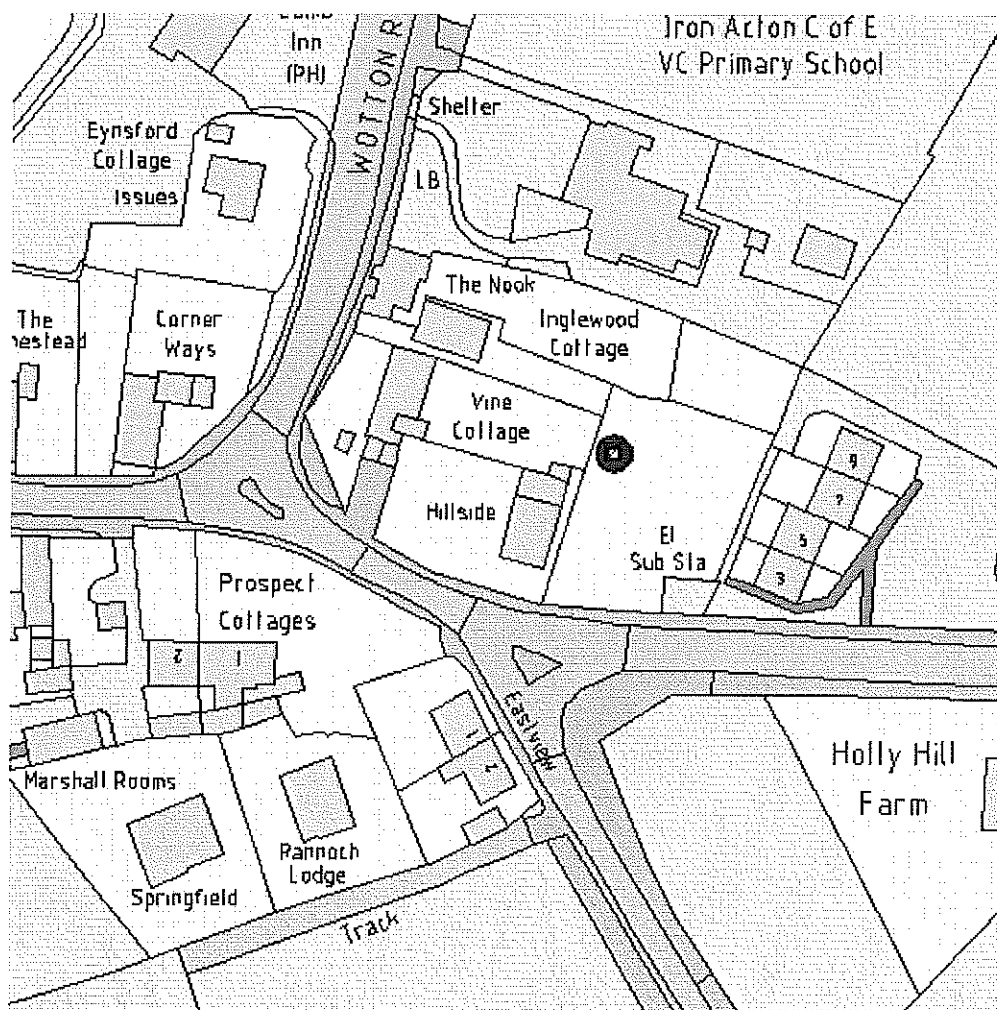 Inn
(PH)
WOTTON R
Iron Acton C of E
VC Primary School
Shelter
LB
Eynsford
Cottage
Issues
The Nook
Inglewood
Cottage
The
mestead
Corner
Ways
Vine
Cottage
Hillside
El
Sub Sta
9
7
5
3
Prospect
Cottages
2
1
Eastview
1
2
Marshall Rooms
Springfield
Rannoch
Lodge
Track
Holly Hill
Farm